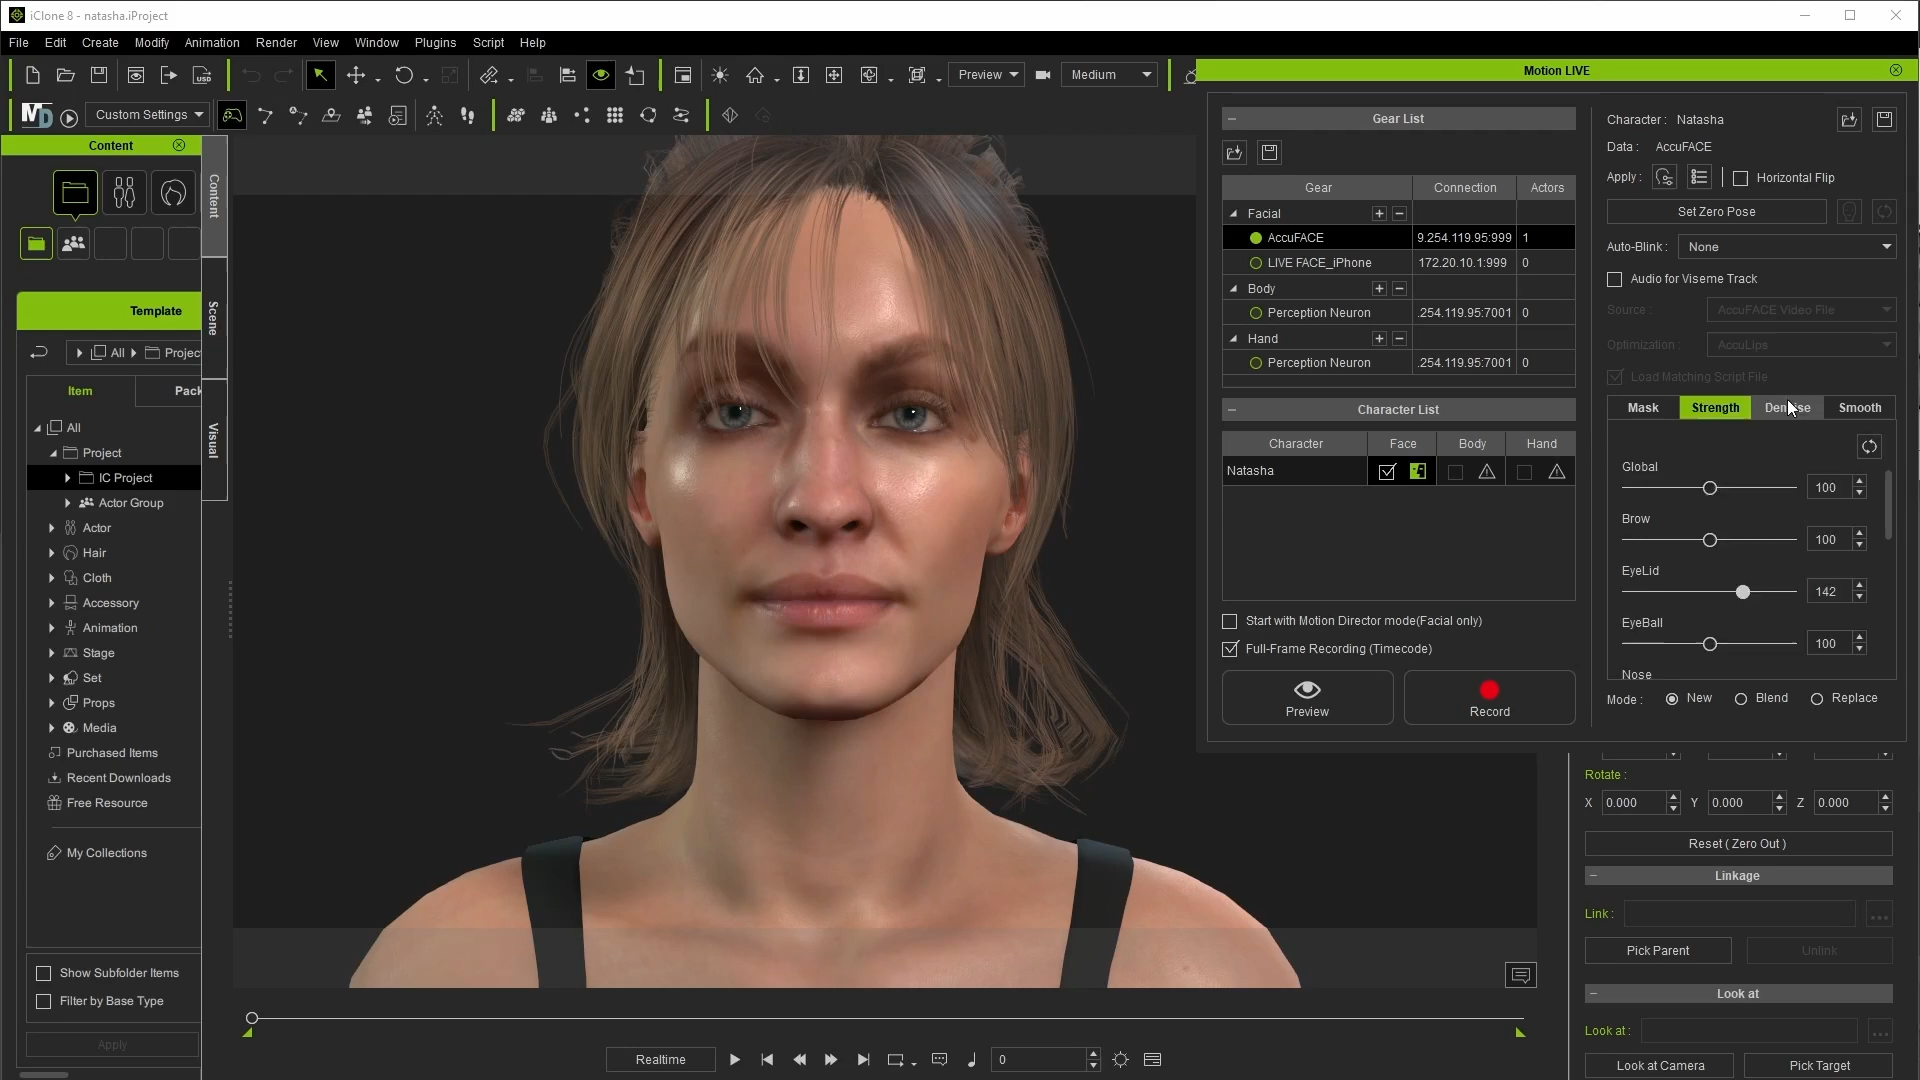 iClone 8 - natasha.iProject
File Edit Create Modify Animation Render View Window Plugins Script Help
Preview Medium
Motion LIVE
Custom Settings
Content
Content
Scene
Visual
Template
All Projec
Item Pack
All
Project
IC Project
Actor Group
Actor
Hair
Cloth
Accessory
Animation
Stage
Set
Props
Media
Purchased Items
Recent Downloads
Free Resource
My Collections
Show Subfolder Items
Filter by Base Type
Apply
Gear List
Gear Connection Actors
Facial
AccuFACE 9.254.119.95:999 1
LIVE FACE_iPhone 172.20.10.1:999 0
Body
Perception Neuron .254.119.95:7001 0
Hand
Perception Neuron .254.119.95:7001 0
Character List
Character Face Body Hand
Natasha
Start with Motion Director mode(Facial only)
Full-Frame Recording (Timecode)
Preview Record
Character : Natasha
Data : AccuFACE
Apply : Horizontal Flip
Set Zero Pose
Auto-Blink : None
Audio for Viseme Track
Source : AccuFACE Video File
Optimization : AccuLips
Load Matching Script File
Mask Strength Smooth
Global
100
Brow
100
EyeLid
142
EyeBall
100
Nose
Mode : New Blend Replace
Rotate :
X 0.000 Y 0.000 Z 0.000
Reset ( Zero Out )
Linkage
Link :
Pick Parent Unlink
Look at
Look at :
Look at Camera Pick Target
Realtime 0